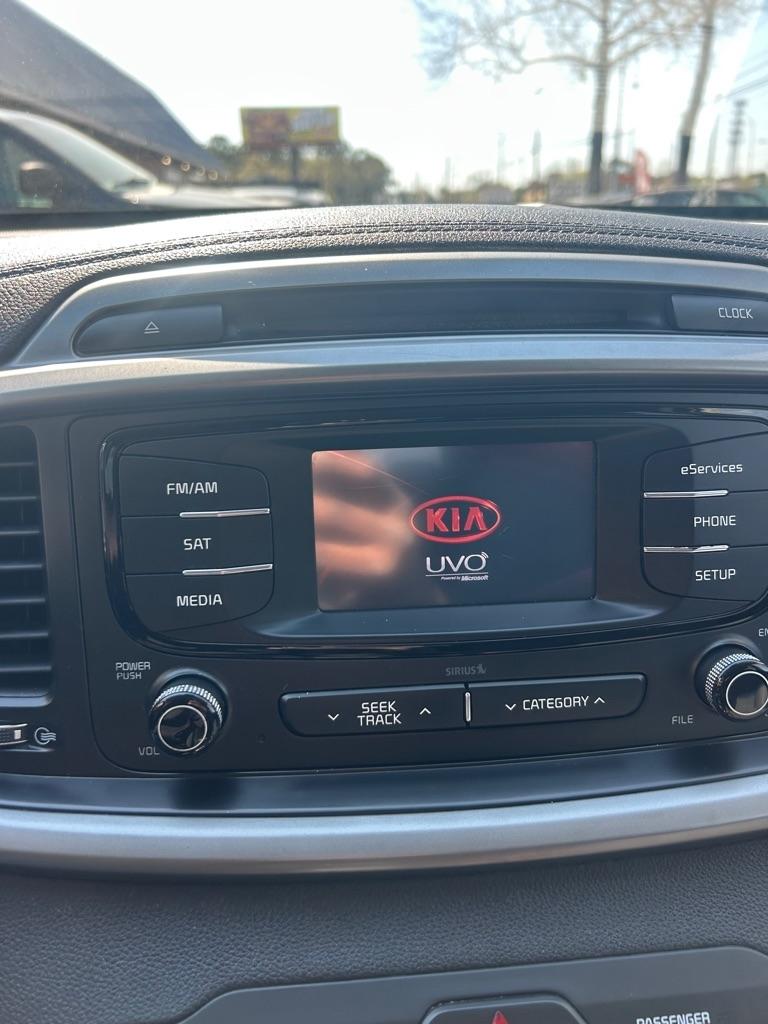 CLOCK
FM/AM
SAT
MEDIA
KIA
UVO
Powered by Microsoft
eServices
PHONE
SETUP
POWER
PUSH
VOL
SIRIUS
SEEK
TRACK
CATEGORY
FILE
PASSENGER